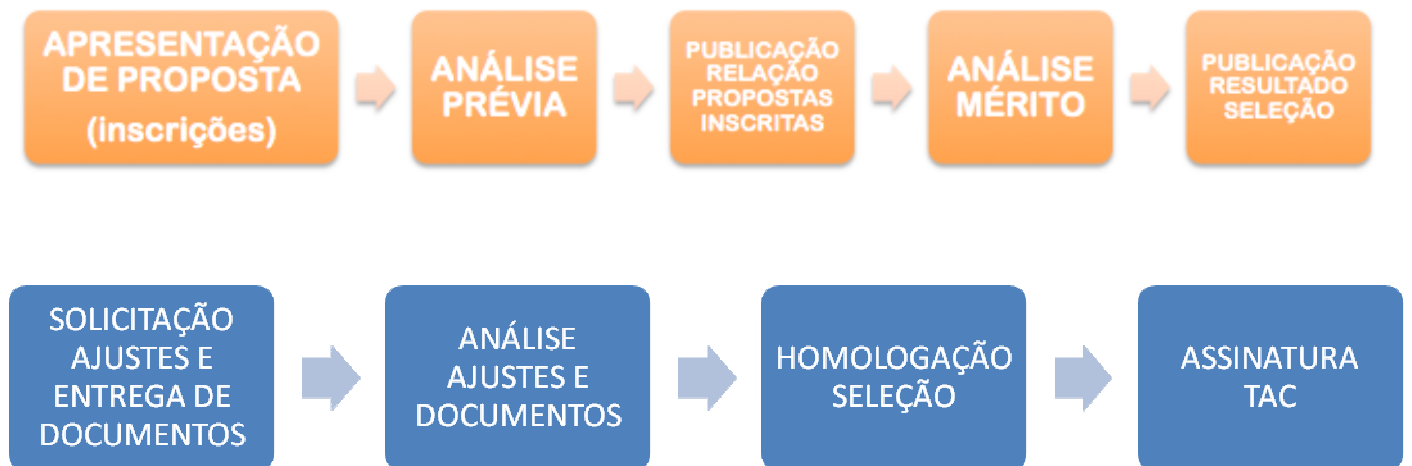 APRESENTAÇÃO
DE PROPOSTA
(inscrições)
ANÁLISE
PRÉVIA
PUBLICAÇÃO
RELAÇÃO
PROPOSTAS
INSCRITAS
ANÁLISE
MÉRITO
PUBLICAÇÃO
RESULTADO
SELEÇÃO
SOLICITAÇÃO
AJUSTES E
ENTREGA DE
DOCUMENTOS
ANÁLISE
AJUSTES E
DOCUMENTOS
HOMOLOGAÇÃO
SELEÇÃO
ASSINATURA
TAC